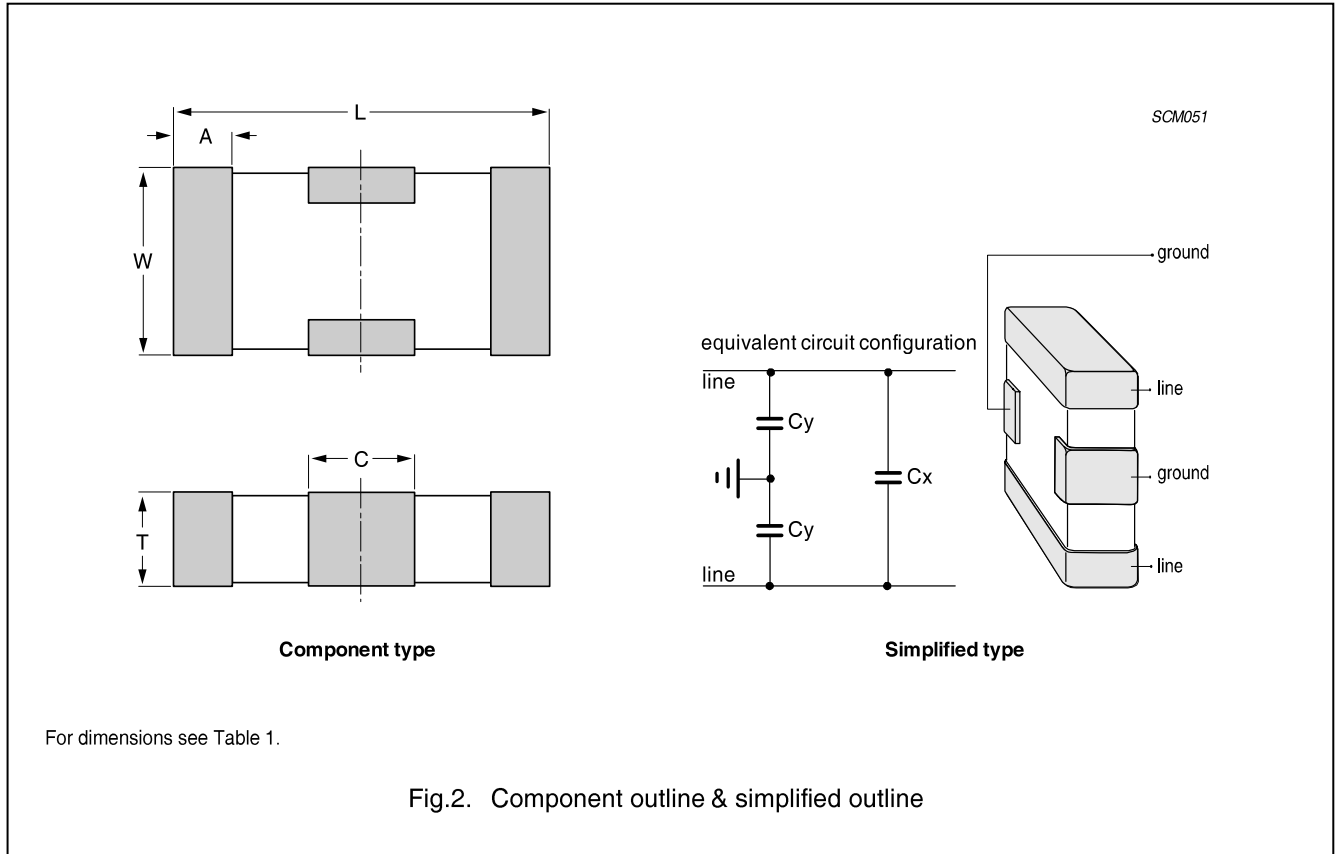 L
A
SCM051
W
ground
equivalent circuit configuration
line
line
Cy
C
Cx
ground
T
Cy
line
line
Component type
Simplified type
For dimensions see Table 1.
Fig.2. Component outline & simplified outline